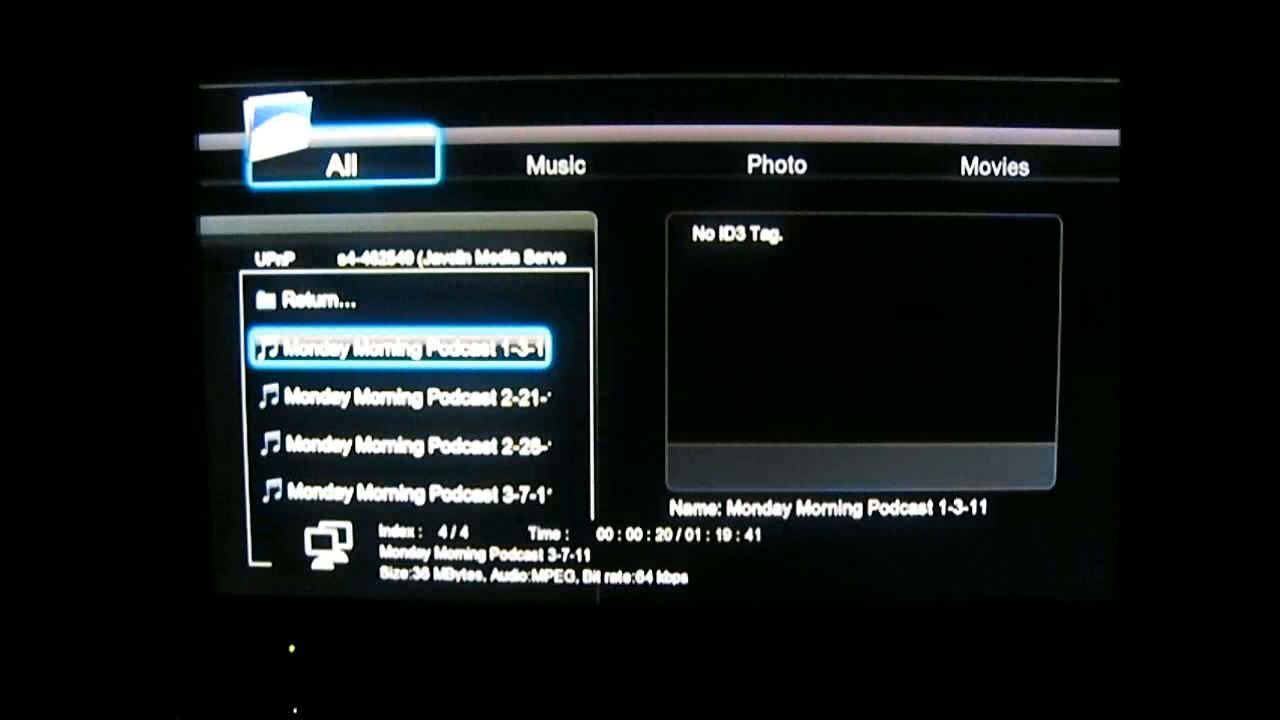 All Music Photo Movies
No ID3 Tag.
UPnP (Javelin Media Serve
Return...
Monday Morning Podcast 1-3-1
Monday Morning Podcast 2-21-
Monday Morning Podcast 2-28-
Monday Morning Podcast 3-7-1
Name: Monday Morning Podcast 1-3-11
Index : 4 / 4 Time : 00 : 00 : 20 / 01 : 19 : 41
Monday Morning Podcast 3-7-11
Size:36 MBytes, Audio:MPEG, Bit rate:64 kbps